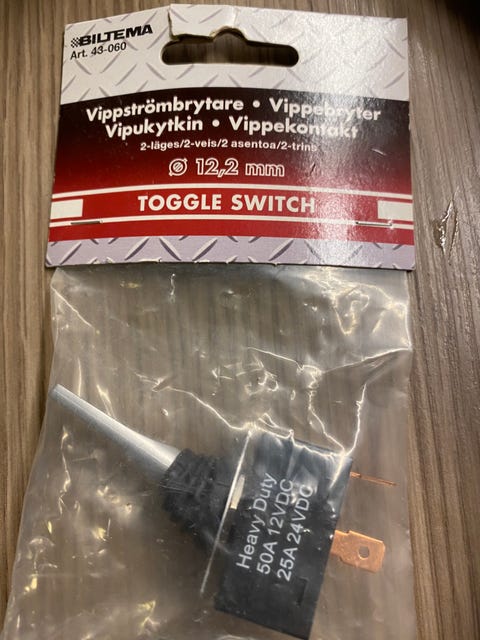 BILTEMA
Art. 43-060
Vippströmbrytare • Vippebryter
Vipukytkin • Vippekontakt
2-läges/2-veis/2 asentoa/2-trins
Ø 12,2 mm
TOGGLE SWITCH
Heavy Duty
50A 12VDC
25A 24VDC